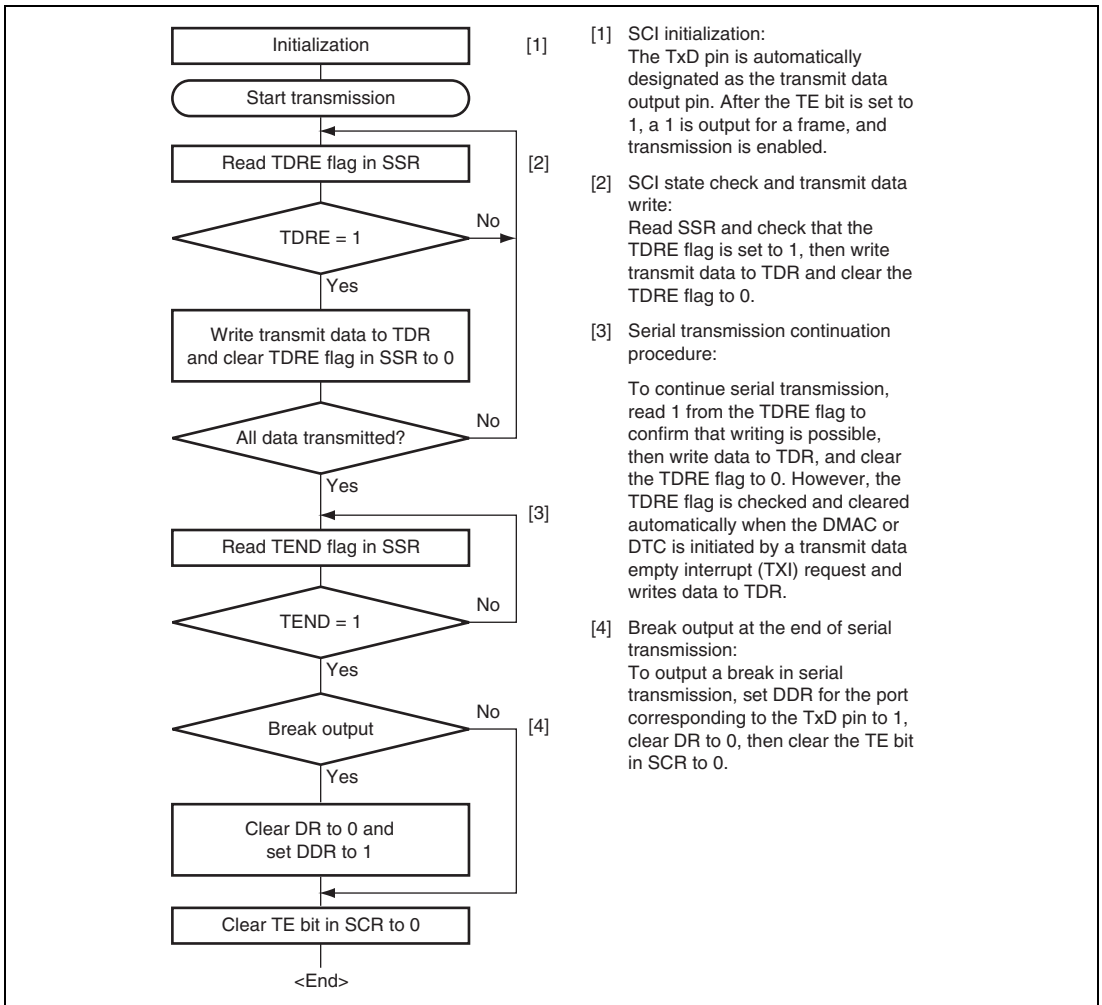 Initialization
[1]
Start transmission
Read TDRE flag in SSR
[2]
TDRE = 1
No
Yes
Write transmit data to TDR
and clear TDRE flag in SSR to 0
All data transmitted?
No
Yes
[3]
Read TEND flag in SSR
TEND = 1
No
Yes
Break output
No
[4]
Yes
Clear DR to 0 and
set DDR to 1
Clear TE bit in SCR to 0
<End>
[1] SCI initialization:
The TxD pin is automatically
designated as the transmit data
output pin. After the TE bit is set to
1, a 1 is output for a frame, and
transmission is enabled.
[2] SCI state check and transmit data
write:
Read SSR and check that the
TDRE flag is set to 1, then write
transmit data to TDR and clear the
TDRE flag to 0.
[3] Serial transmission continuation
procedure:
To continue serial transmission,
read 1 from the TDRE flag to
confirm that writing is possible,
then write data to TDR, and clear
the TDRE flag to 0. However, the
TDRE flag is checked and cleared
automatically when the DMAC or
DTC is initiated by a transmit data
empty interrupt (TXI) request and
writes data to TDR.
[4] Break output at the end of serial
transmission:
To output a break in serial
transmission, set DDR for the port
corresponding to the TxD pin to 1,
clear DR to 0, then clear the TE bit
in SCR to 0.